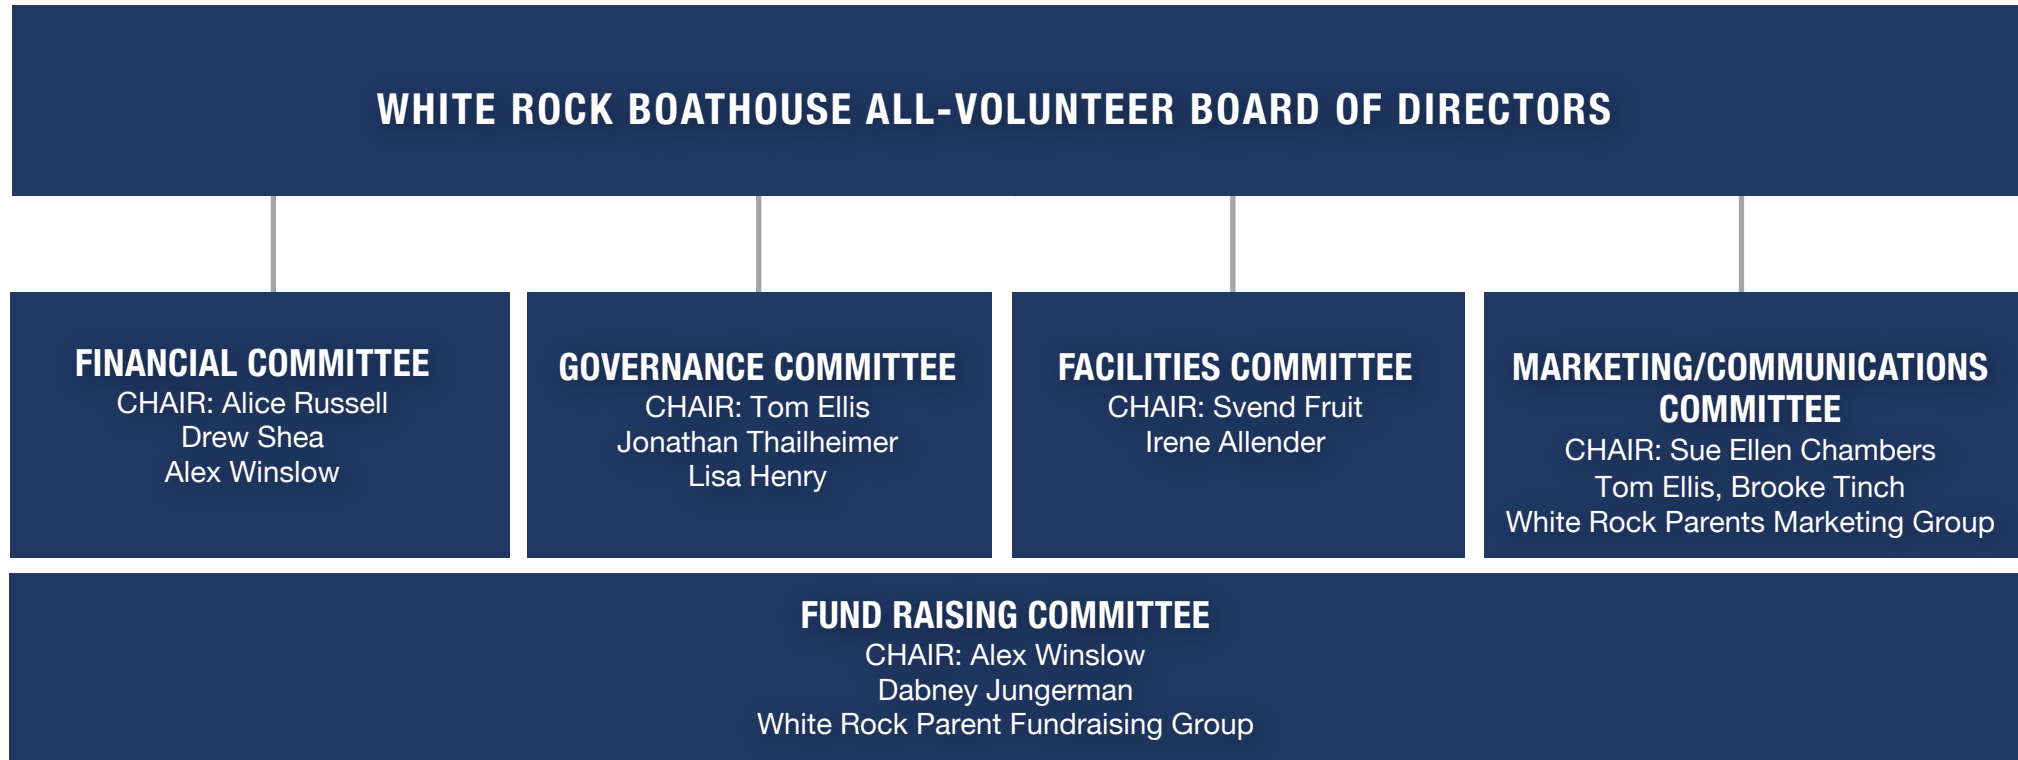 WHITE ROCK BOATHOUSE ALL-VOLUNTEER BOARD OF DIRECTORS
FINANCIAL COMMITTEE
CHAIR: Alice Russell
Drew Shea
Alex Winslow
GOVERNANCE COMMITTEE
CHAIR: Tom Ellis
Jonathan Thailheimer
Lisa Henry
FACILITIES COMMITTEE
CHAIR: Svend Fruit
Irene Allender
MARKETING/COMMUNICATIONS
COMMITTEE
CHAIR: Sue Ellen Chambers
Tom Ellis, Brooke Tinch
White Rock Parents Marketing Group
FUND RAISING COMMITTEE
CHAIR: Alex Winslow
Dabney Jungerman
White Rock Parent Fundraising Group